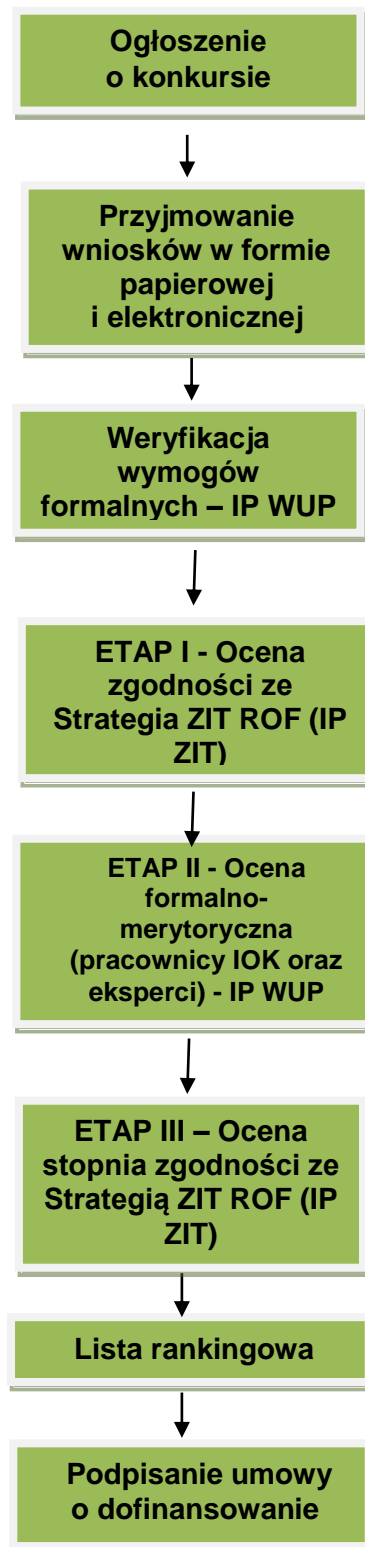 Ogłoszenie
o konkursie
Przyjmowanie
wniosków w formie
papierowej
i elektronicznej
Weryfikacja
wymogów
formalnych – IP WUP
ETAP I - Ocena
zgodności ze
Strategia ZIT ROF (IP
ZIT)
ETAP II - Ocena
formalno-
merytoryczna
(pracownicy IOK oraz
eksperci) - IP WUP
ETAP III – Ocena
stopnia zgodności ze
Strategią ZIT ROF (IP
ZIT)
Lista rankingowa
Podpisanie umowy
o dofinansowanie